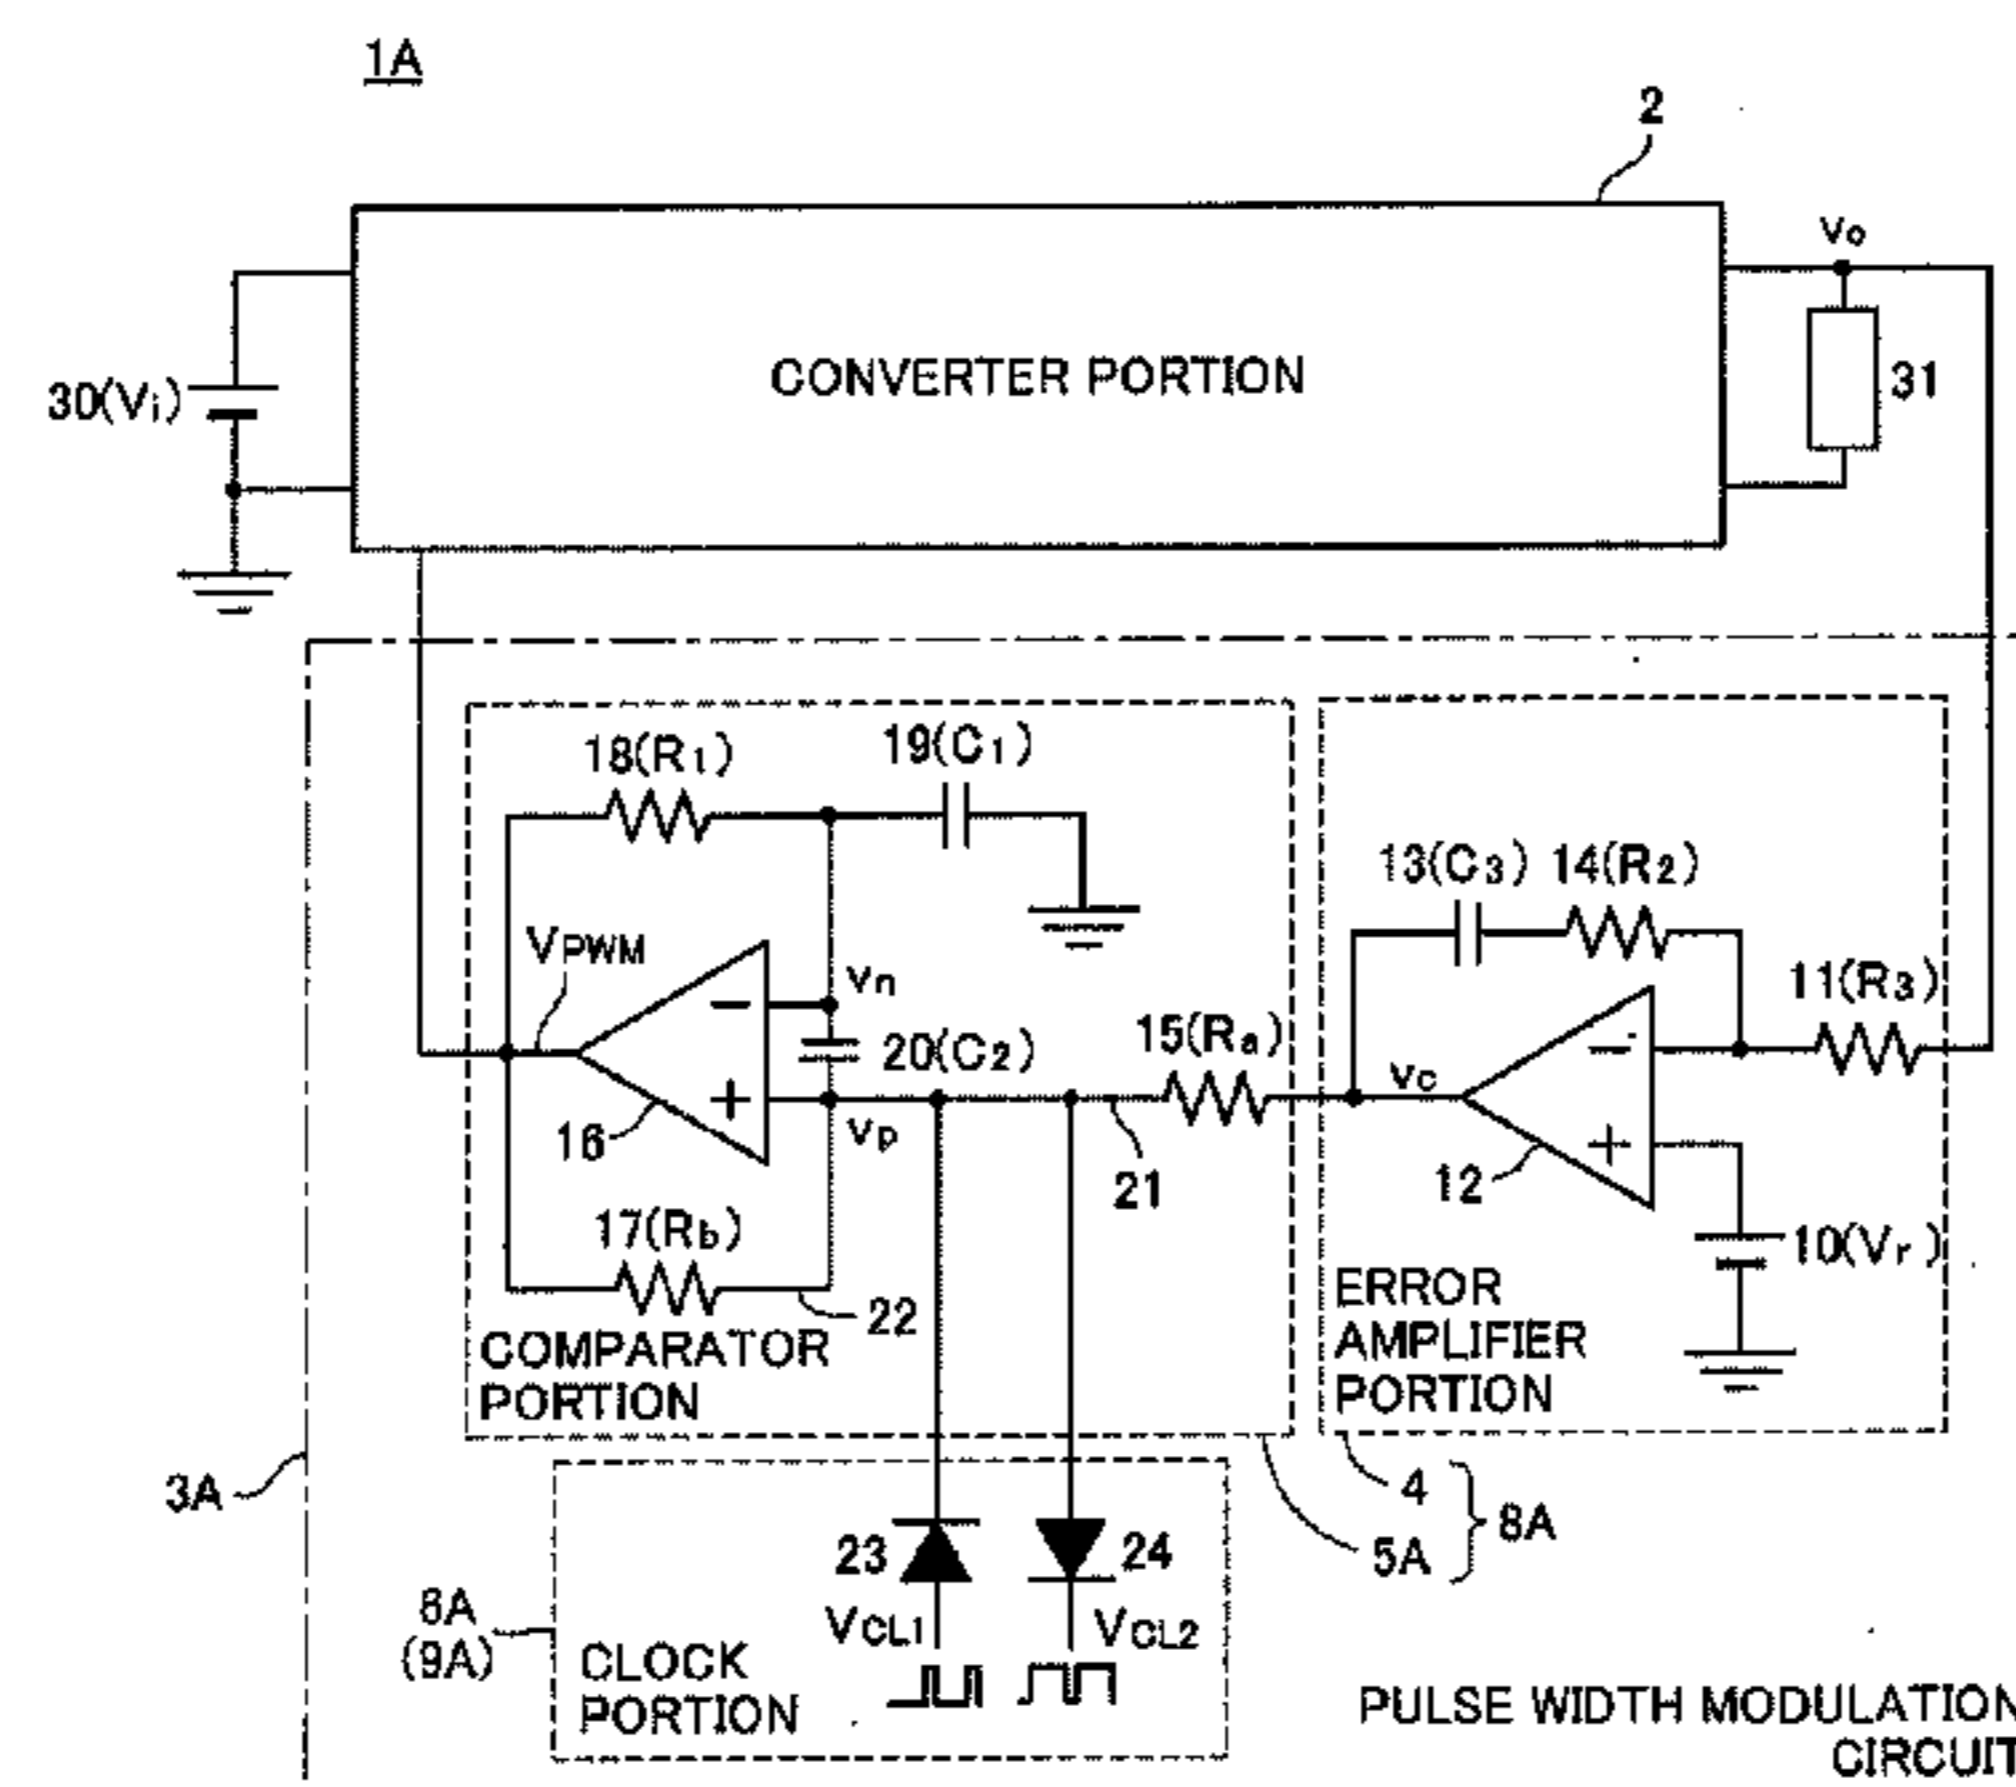 1A
2
Vo
CONVERTER PORTION
30(Vi)
31
18(R1)
19(C1)
13(C3)
14(R2)
VPWM
Vn
11(R3)
20(C2)
15(Ra)
Vc
Vp
16
21
12
17(Rb)
22
10(Vr)
COMPARATOR
PORTION
ERROR
AMPLIFIER
PORTION
3A
4
8A
5A
23
24
6A
(9A)
VCL1
VCL2
CLOCK
PORTION
PULSE WIDTH MODULATION
CIRCUIT